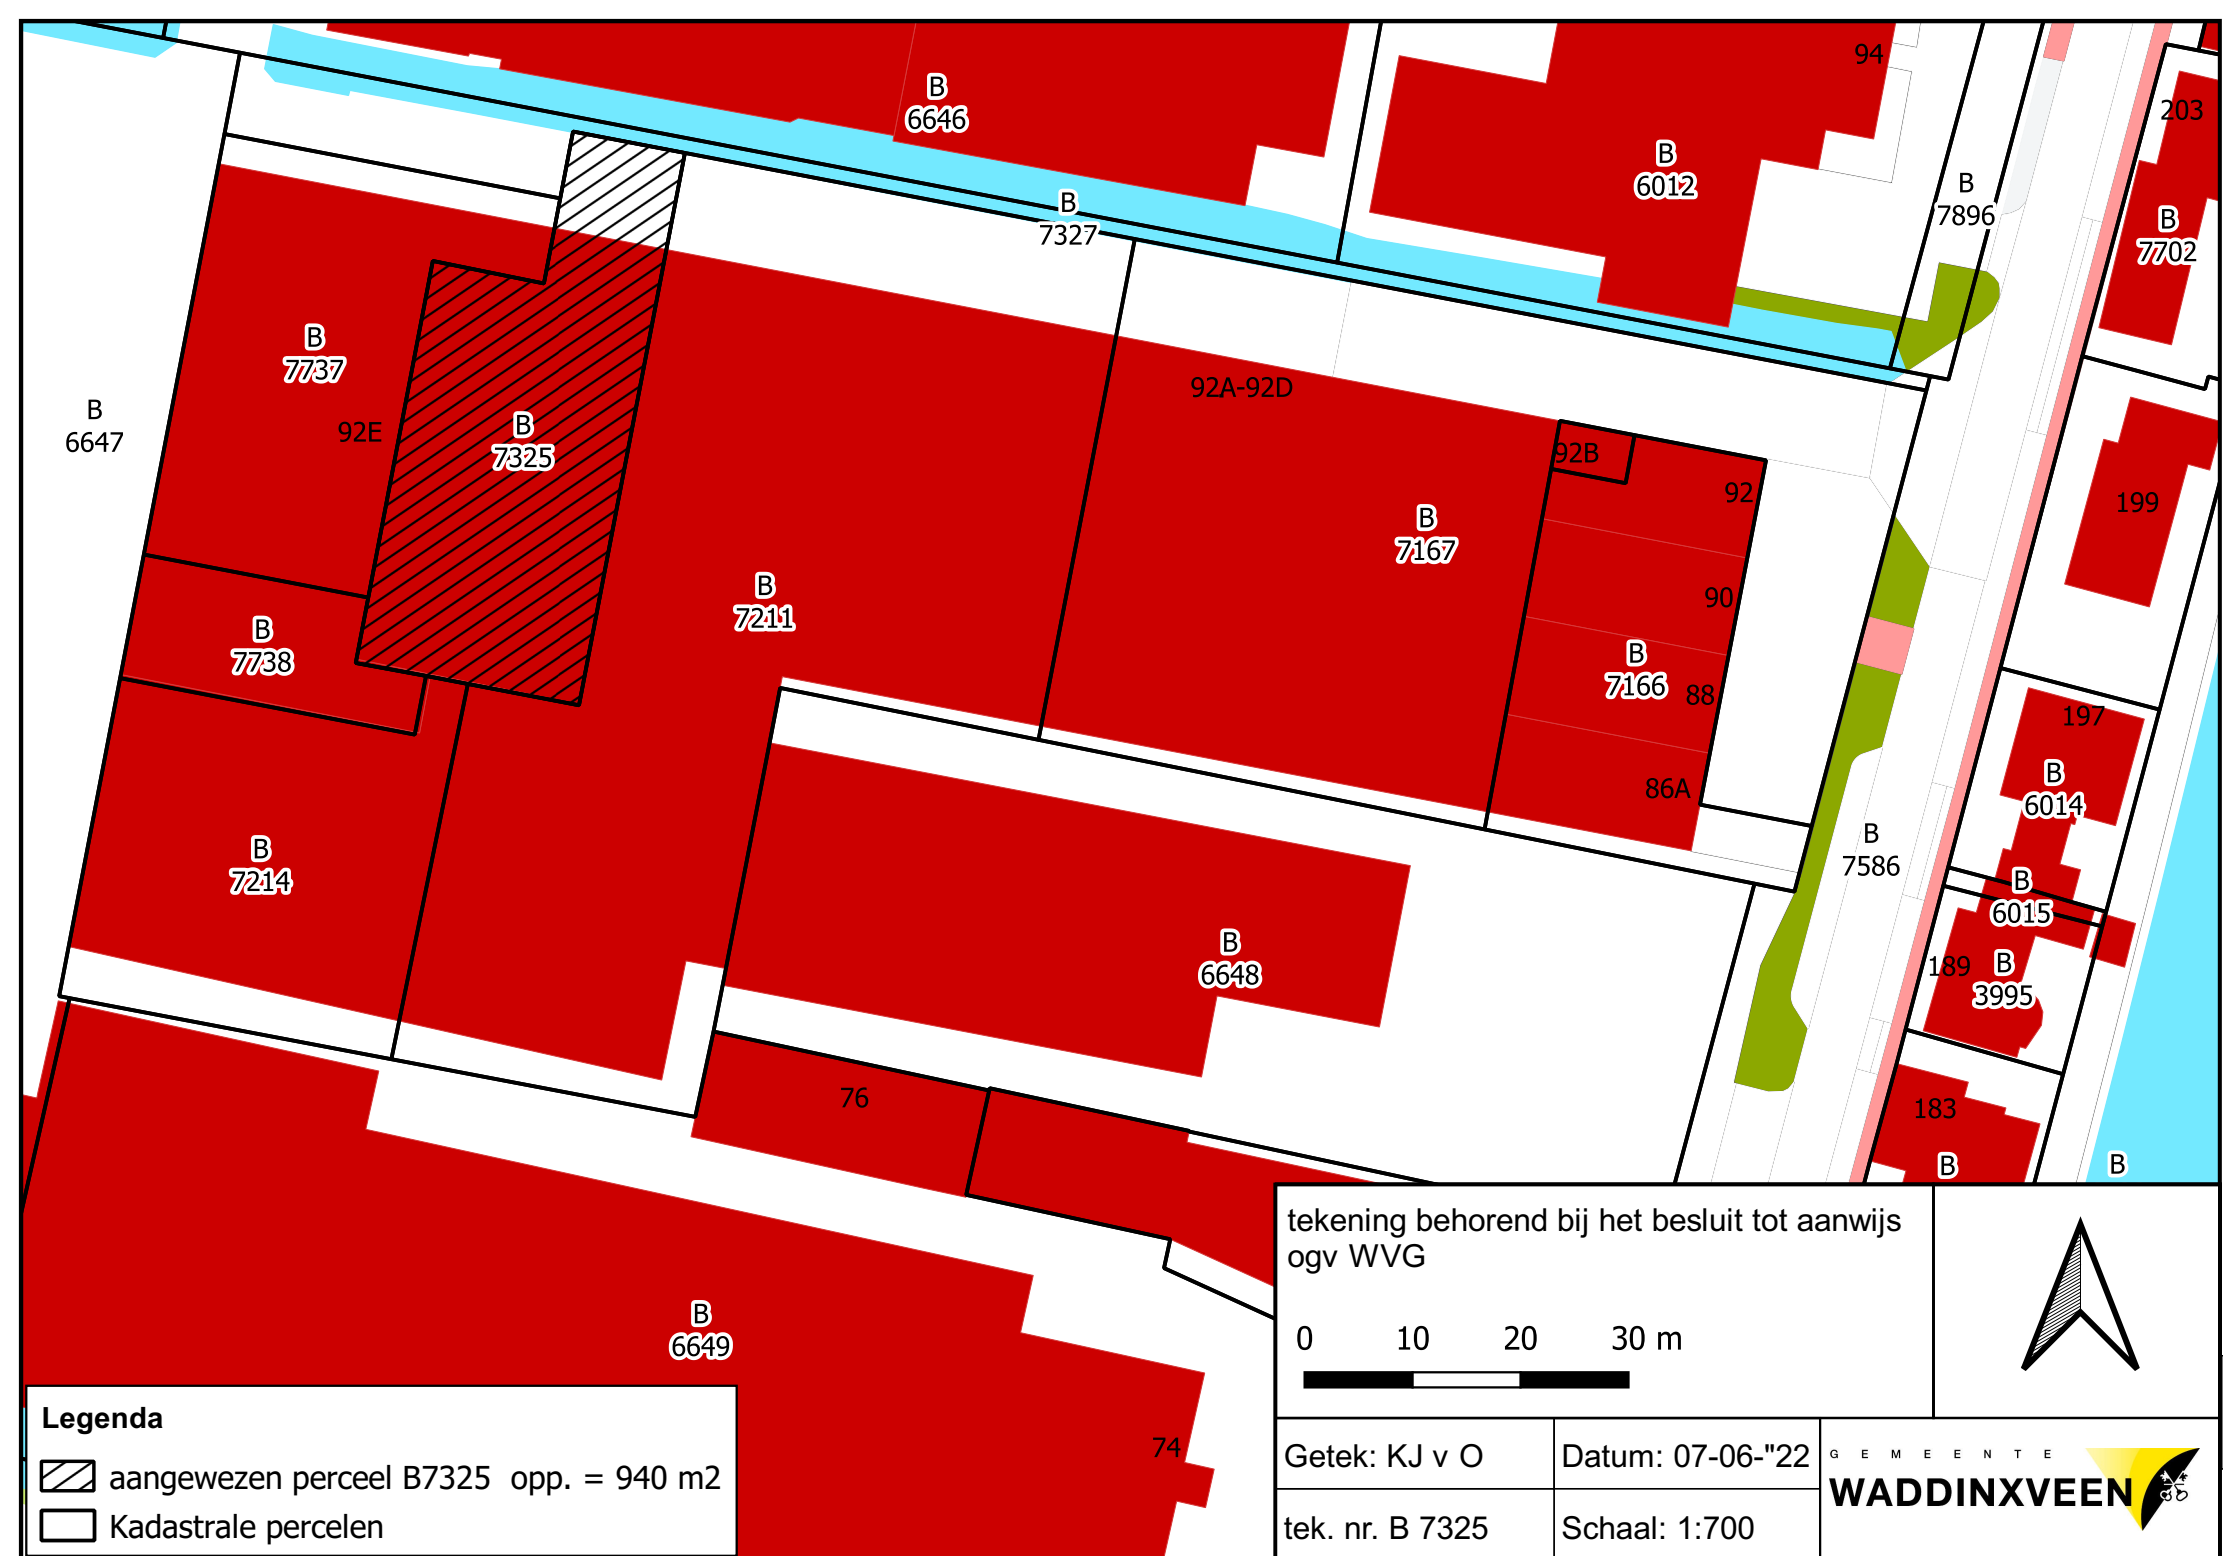 94
203
B
6646
B
6012
B
7896
B
7327
B
7702
B
7737
92A-92D
B
6647
92E
B
7325
92B
92
199
B
7167
B
7211
90
B
7738
B
7166
88
197
B
6014
86A
B
7586
B
7214
B
6015
B
6648
189
B
3995
76
183
B
B
B
6649
74
tekening behorend bij het besluit tot aanwijs
ogv WVG
0 10 20 30 m
Getek: KJ v O
Datum: 07-06-"22
tek. nr. B 7325
Schaal: 1:700
GEMEENTE
WADDINXVEEN
Legenda
aangewezen perceel B7325 opp. = 940 m2
Kadastrale percelen